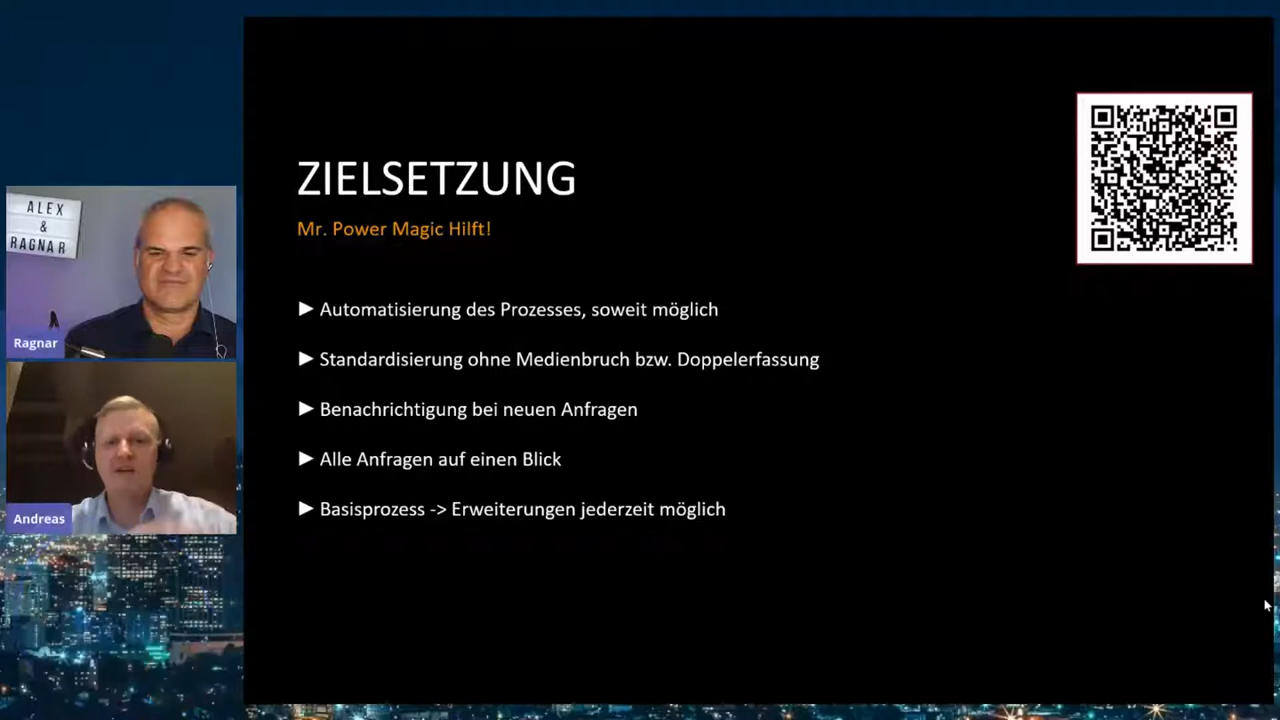 ALEX
&
RAGNAR
Ragnar
Andreas
ZIELSETZUNG
Mr. Power Magic Hilft!
► Automatisierung des Prozesses, soweit möglich
► Standardisierung ohne Medienbruch bzw. Doppelerfassung
► Benachrichtigung bei neuen Anfragen
► Alle Anfragen auf einen Blick
► Basisprozess -> Erweiterungen jederzeit möglich